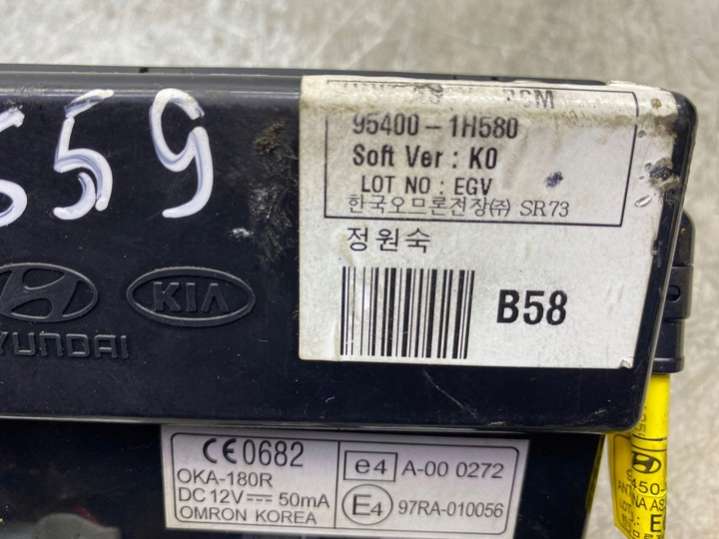 559
BCM
95400-1H580
Soft Ver : K0
LOT NO : EGV
한국오므론전장㈜ SR73
정원숙
B58
HYUNDAI
KIA
CE0682
OKA-180R
DC 12V ⎓ 50mA
OMRON KOREA
e4 A-00 0272
E4 97RA-010056